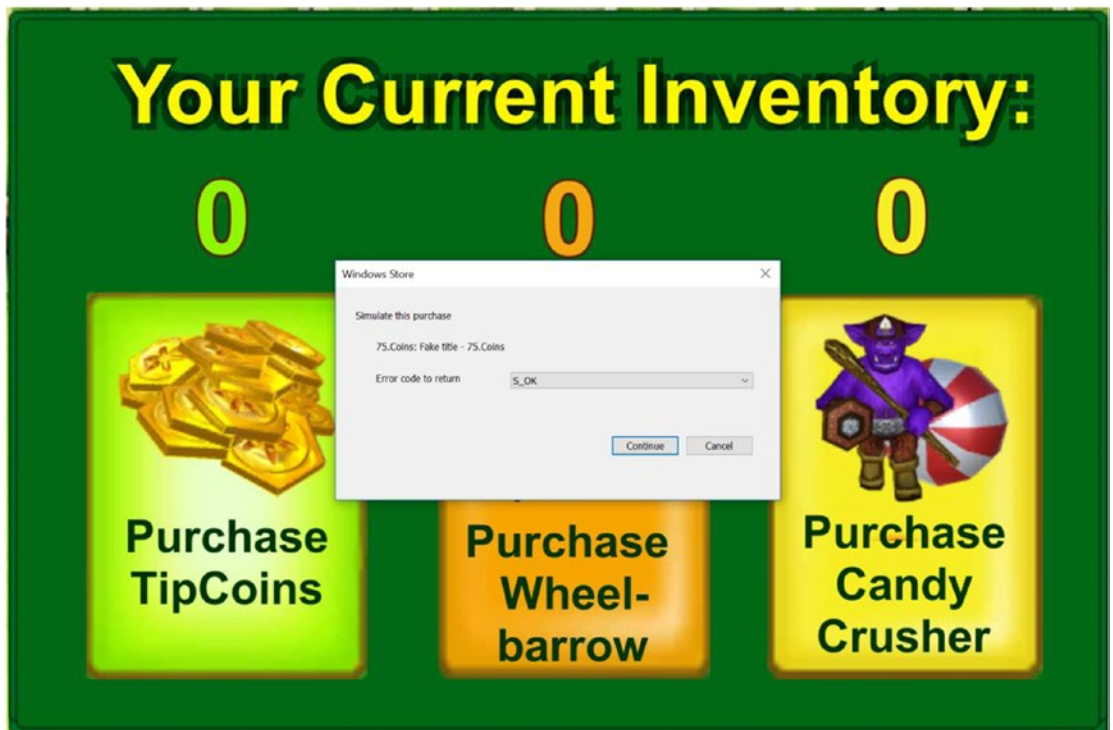 Your Current Inventory:
0
0
0
Windows Store
Simulate this purchase
75.Coins: Fake title - 75.Coins
Error code to return
S_OK
Continue
Cancel
Purchase
TipCoins
Purchase
Wheel-
barrow
Purchase
Candy
Crusher